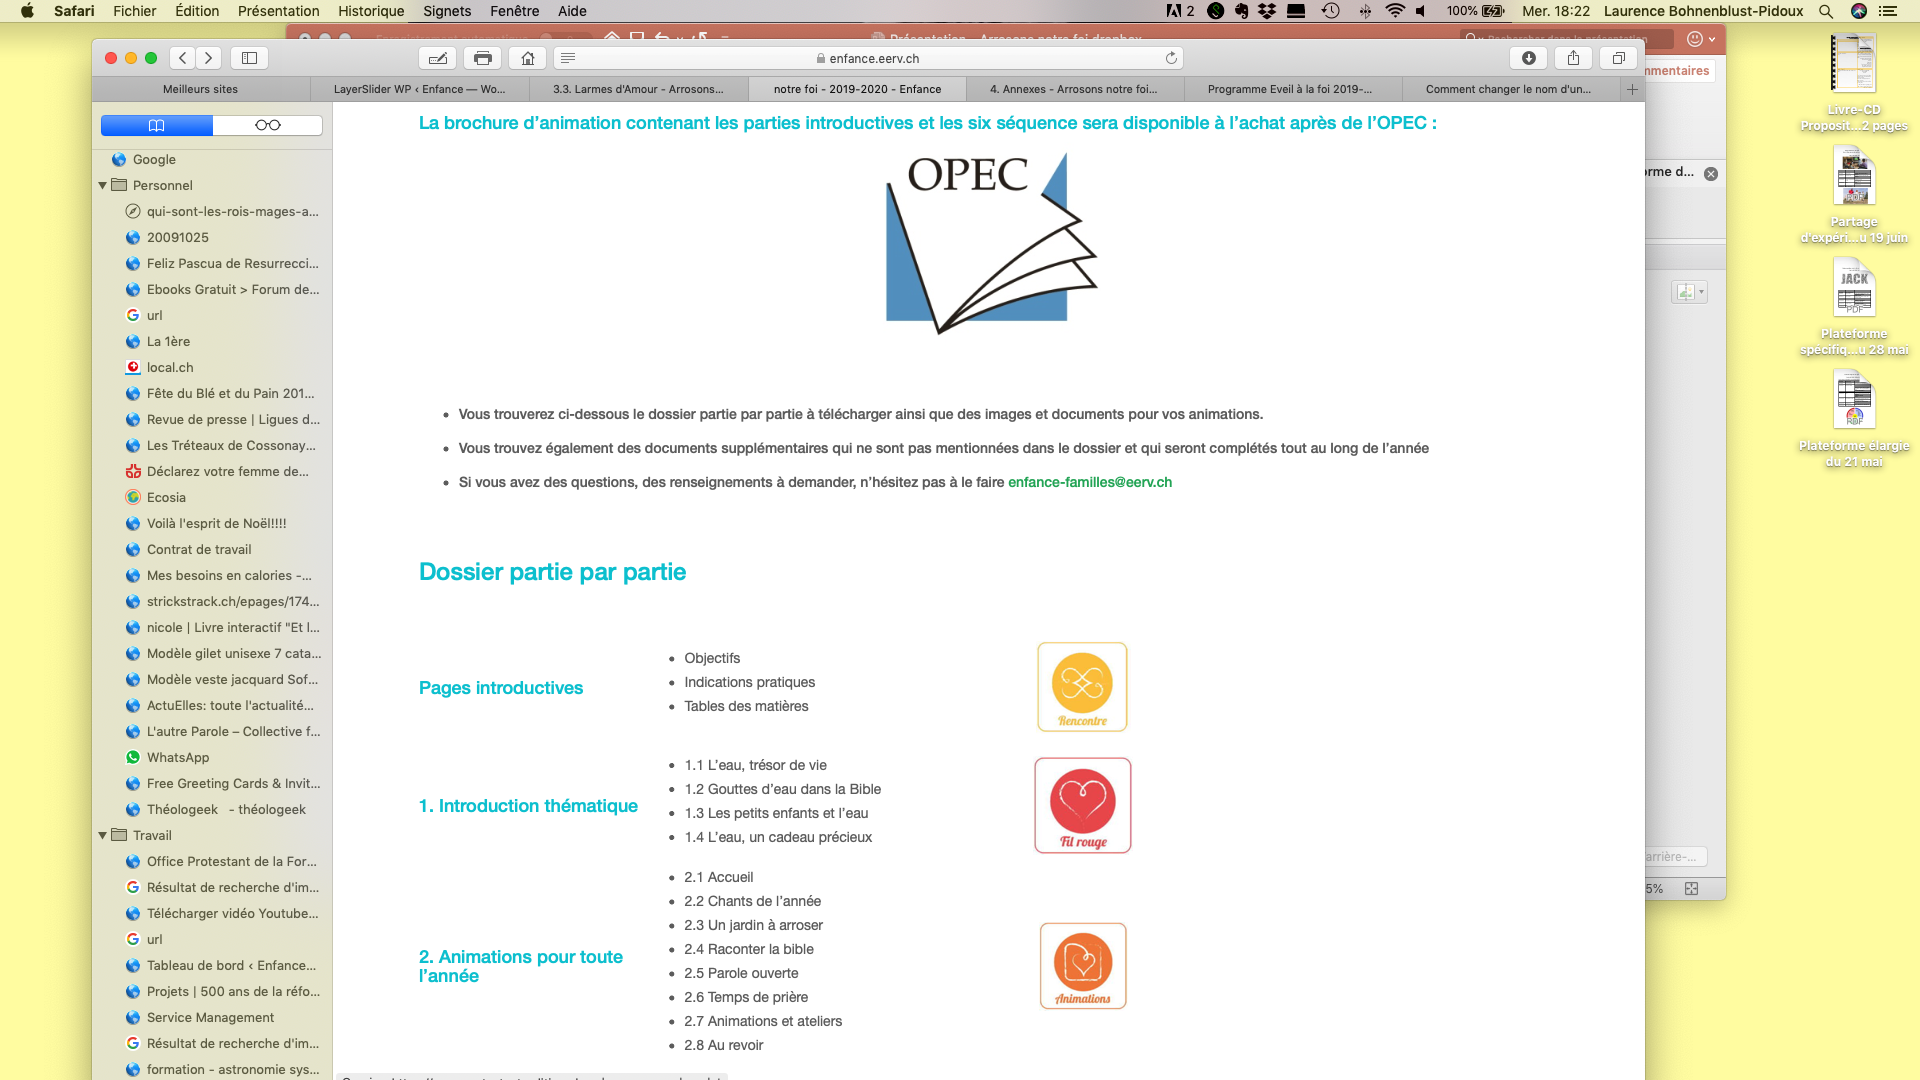 Safari Fichier Édition Présentation Historique Signets Fenêtre Aide 2 100% Mer. 18:22 Laurence Bohnenblust-Pidoux
enfance.eerv.ch
mmentaires
Meilleurs sites
LayerSlider WP ‹ Enfance — Wo...
3.3. Larmes d'Amour - Arrosons...
notre foi - 2019-2020 - Enfance
4. Annexes - Arrosons notre foi...
Programme Eveil à la foi 2019-...
Comment changer le nom d'un...
Google
Personnel
qui-sont-les-rois-mages-a...
20091025
Feliz Pascua de Resurrecci...
Ebooks Gratuit > Forum de...
url
La 1ère
local.ch
Fête du Blé et du Pain 201...
Revue de presse | Ligues d...
Les Tréteaux de Cossonay...
Déclarez votre femme de...
Ecosia
Voilà l'esprit de Noël!!!!
Contrat de travail
Mes besoins en calories -...
strickstrack.ch/epages/174...
nicole | Livre interactif "Et l...
Modèle gilet unisexe 7 cata...
Modèle veste jacquard Sof...
ActuElles: toute l'actualité...
L'autre Parole – Collective f...
WhatsApp
Free Greeting Cards & Invit...
Théologeek - théologeek
Travail
Office Protestant de la For...
Résultat de recherche d'im...
Télécharger vidéo Youtube...
url
Tableau de bord ‹ Enfance...
Projets | 500 ans de la réfo...
Service Management
Résultat de recherche d'im...
formation - astronomie sys...
La brochure d’animation contenant les parties introductives et les six séquence sera disponible à l’achat après de l’OPEC :
OPEC
Vous trouverez ci-dessous le dossier partie par partie à télécharger ainsi que des images et documents pour vos animations.
Vous trouvez également des documents supplémentaires qui ne sont pas mentionnées dans le dossier et qui seront complétés tout au long de l’année
Si vous avez des questions, des renseignements à demander, n’hésitez pas à le faire enfance-familles@eerv.ch
Dossier partie par partie
Pages introductives
Objectifs
Indications pratiques
Tables des matières
Rencontre
1. Introduction thématique
1.1 L’eau, trésor de vie
1.2 Gouttes d’eau dans la Bible
1.3 Les petits enfants et l’eau
1.4 L’eau, un cadeau précieux
Fil rouge
2. Animations pour toute
l’année
2.1 Accueil
2.2 Chants de l’année
2.3 Un jardin à arroser
2.4 Raconter la bible
2.5 Parole ouverte
2.6 Temps de prière
2.7 Animations et ateliers
2.8 Au revoir
Animations
rme d...
arrière-...
5%
Livre-CD
Proposit...2 pages
PDF
Partage
d'expéri...u 19 juin
JACK
PDF
Plateforme
spécifiq...u 28 mai
PDF
Plateforme élargie
du 21 mai